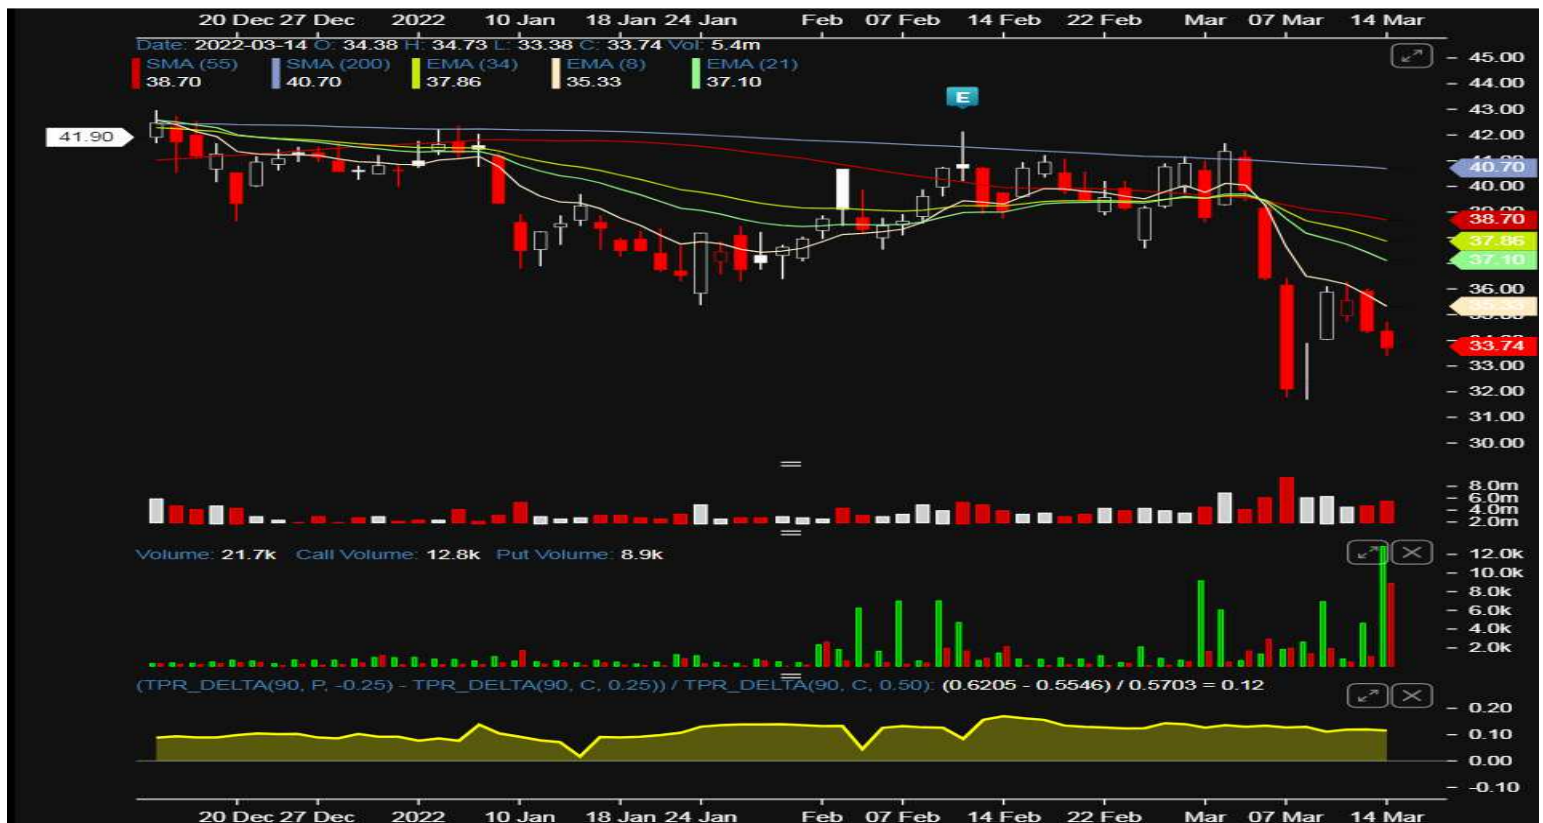 20 Dec 27 Dec 2022 10 Jan 18 Jan 24 Jan Feb 07 Feb 14 Feb 22 Feb Mar 07 Mar 14 Mar
Date: 2022-03-14 O: 34.38 H: 34.73 L: 33.38 C: 33.74 Vol: 5.4m
SMA (55) SMA (200) EMA (34) EMA (8) EMA (21)
38.70 40.70 37.86 35.33 37.10
45.00
44.00
43.00
E
42.00
41.90
40.70
40.00
38.70
37.86
37.10
36.00
35.33
33.74
33.00
32.00
31.00
30.00
8.0m
6.0m
4.0m
2.0m
Volume: 21.7k Call Volume: 12.8k Put Volume: 8.9k
12.0k
10.0k
8.0k
6.0k
4.0k
2.0k
(TPR_DELTA(90, P, -0.25) - TPR_DELTA(90, C, 0.25)) / TPR_DELTA(90, C, 0.50): (0.6205 - 0.5546) / 0.5703 = 0.12
0.20
0.10
0.00
-0.10
20 Dec 27 Dec 2022 10 Jan 18 Jan 24 Jan Feb 07 Feb 14 Feb 22 Feb Mar 07 Mar 14 Mar